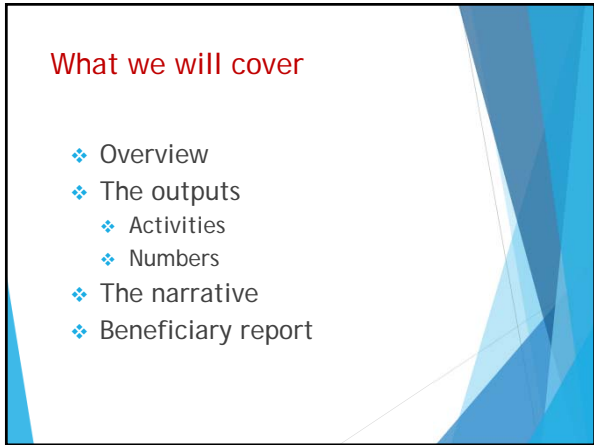 What we will cover
Overview
The outputs
Activities
Numbers
The narrative
Beneficiary report